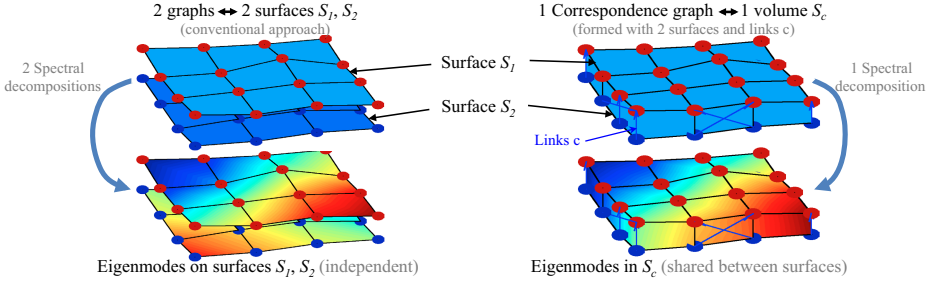 2 graphs ↔ 2 surfaces S1, S2
(conventional approach)
1 Correspondence graph ↔ 1 volume Sc
(formed with 2 surfaces and links c)
2 Spectral
decompositions
Surface S1
Surface S2
Links c
1 Spectral
decomposition
Eigenmodes on surfaces S1, S2 (independent)
Eigenmodes in Sc (shared between surfaces)